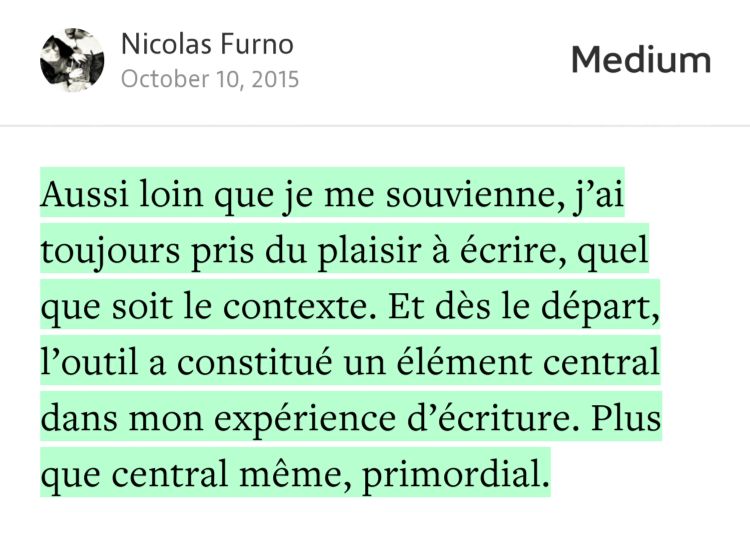 Nicolas Furno
October 10, 2015
Medium
Aussi loin que je me souvienne, j’ai
toujours pris du plaisir à écrire, quel
que soit le contexte. Et dès le départ,
l’outil a constitué un élément central
dans mon expérience d’écriture. Plus
que central même, primordial.